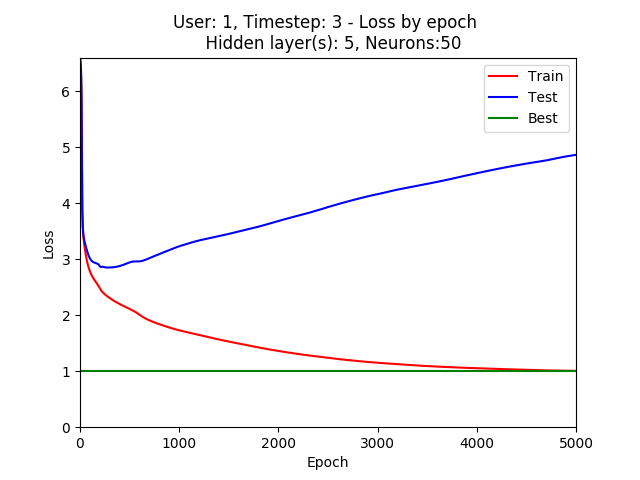 User: 1, Timestep: 3 - Loss by epoch
Hidden layer(s): 5, Neurons:50
Train
Test
Best
6
5
4
3
2
1
0
Loss
0 1000 2000 3000 4000 5000
Epoch